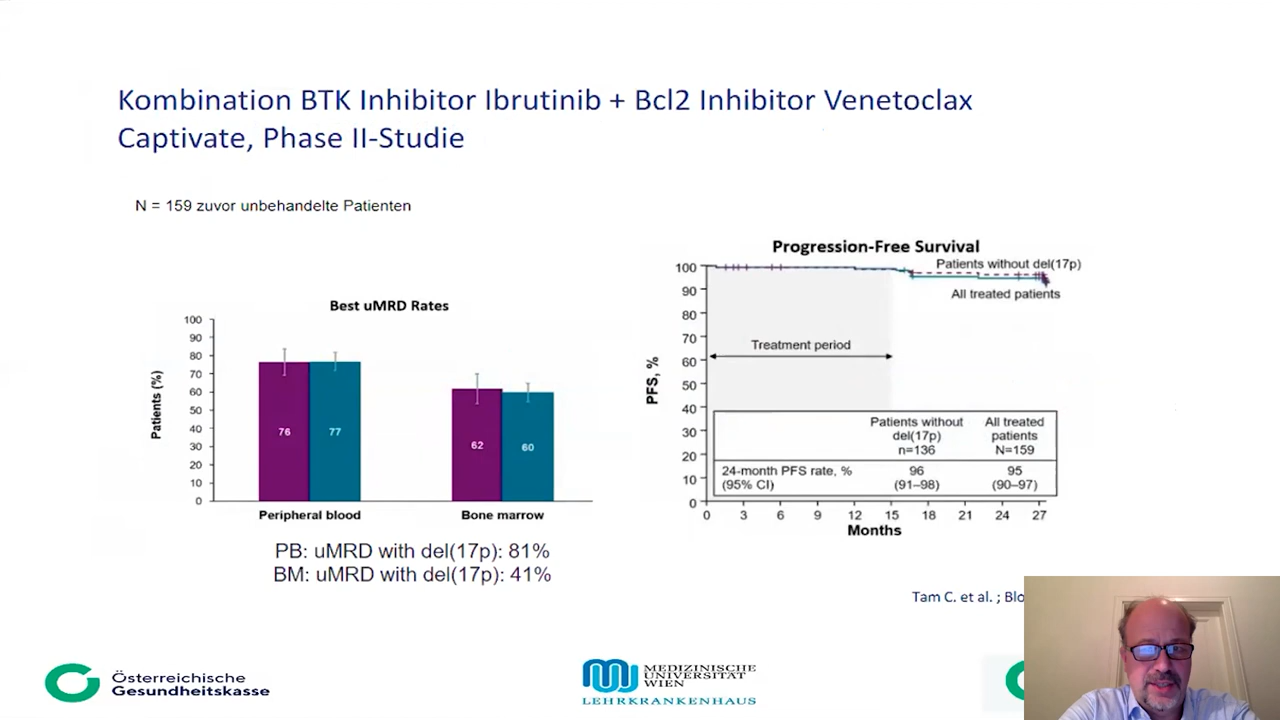 Kombination BTK Inhibitor Ibrutinib + Bcl2 Inhibitor Venetoclax
Captivate, Phase II-Studie
N = 159 zuvor unbehandelte Patienten
Best uMRD Rates
Patients (%)
100
90
80
70
60
50
40
30
20
10
0
76
77
62
60
Peripheral blood
Bone marrow
PB: uMRD with del(17p): 81%
BM: uMRD with del(17p): 41%
Progression-Free Survival
PFS, %
100
90
80
70
60
50
40
30
20
10
0
Patients without del(17p)
All treated patients
Treatment period
Patients without
del(17p)
n=136
All treated
patients
N=159
24-month PFS rate, %
(95% CI)
96
(91–98)
95
(90–97)
0 3 6 9 12 15 18 21 24 27
Months
Tam C. et al. ;
Österreichische
Gesundheitskasse
MEDIZINISCHE
UNIVERSITÄT
WIEN
LEHRKRANKENHAUS